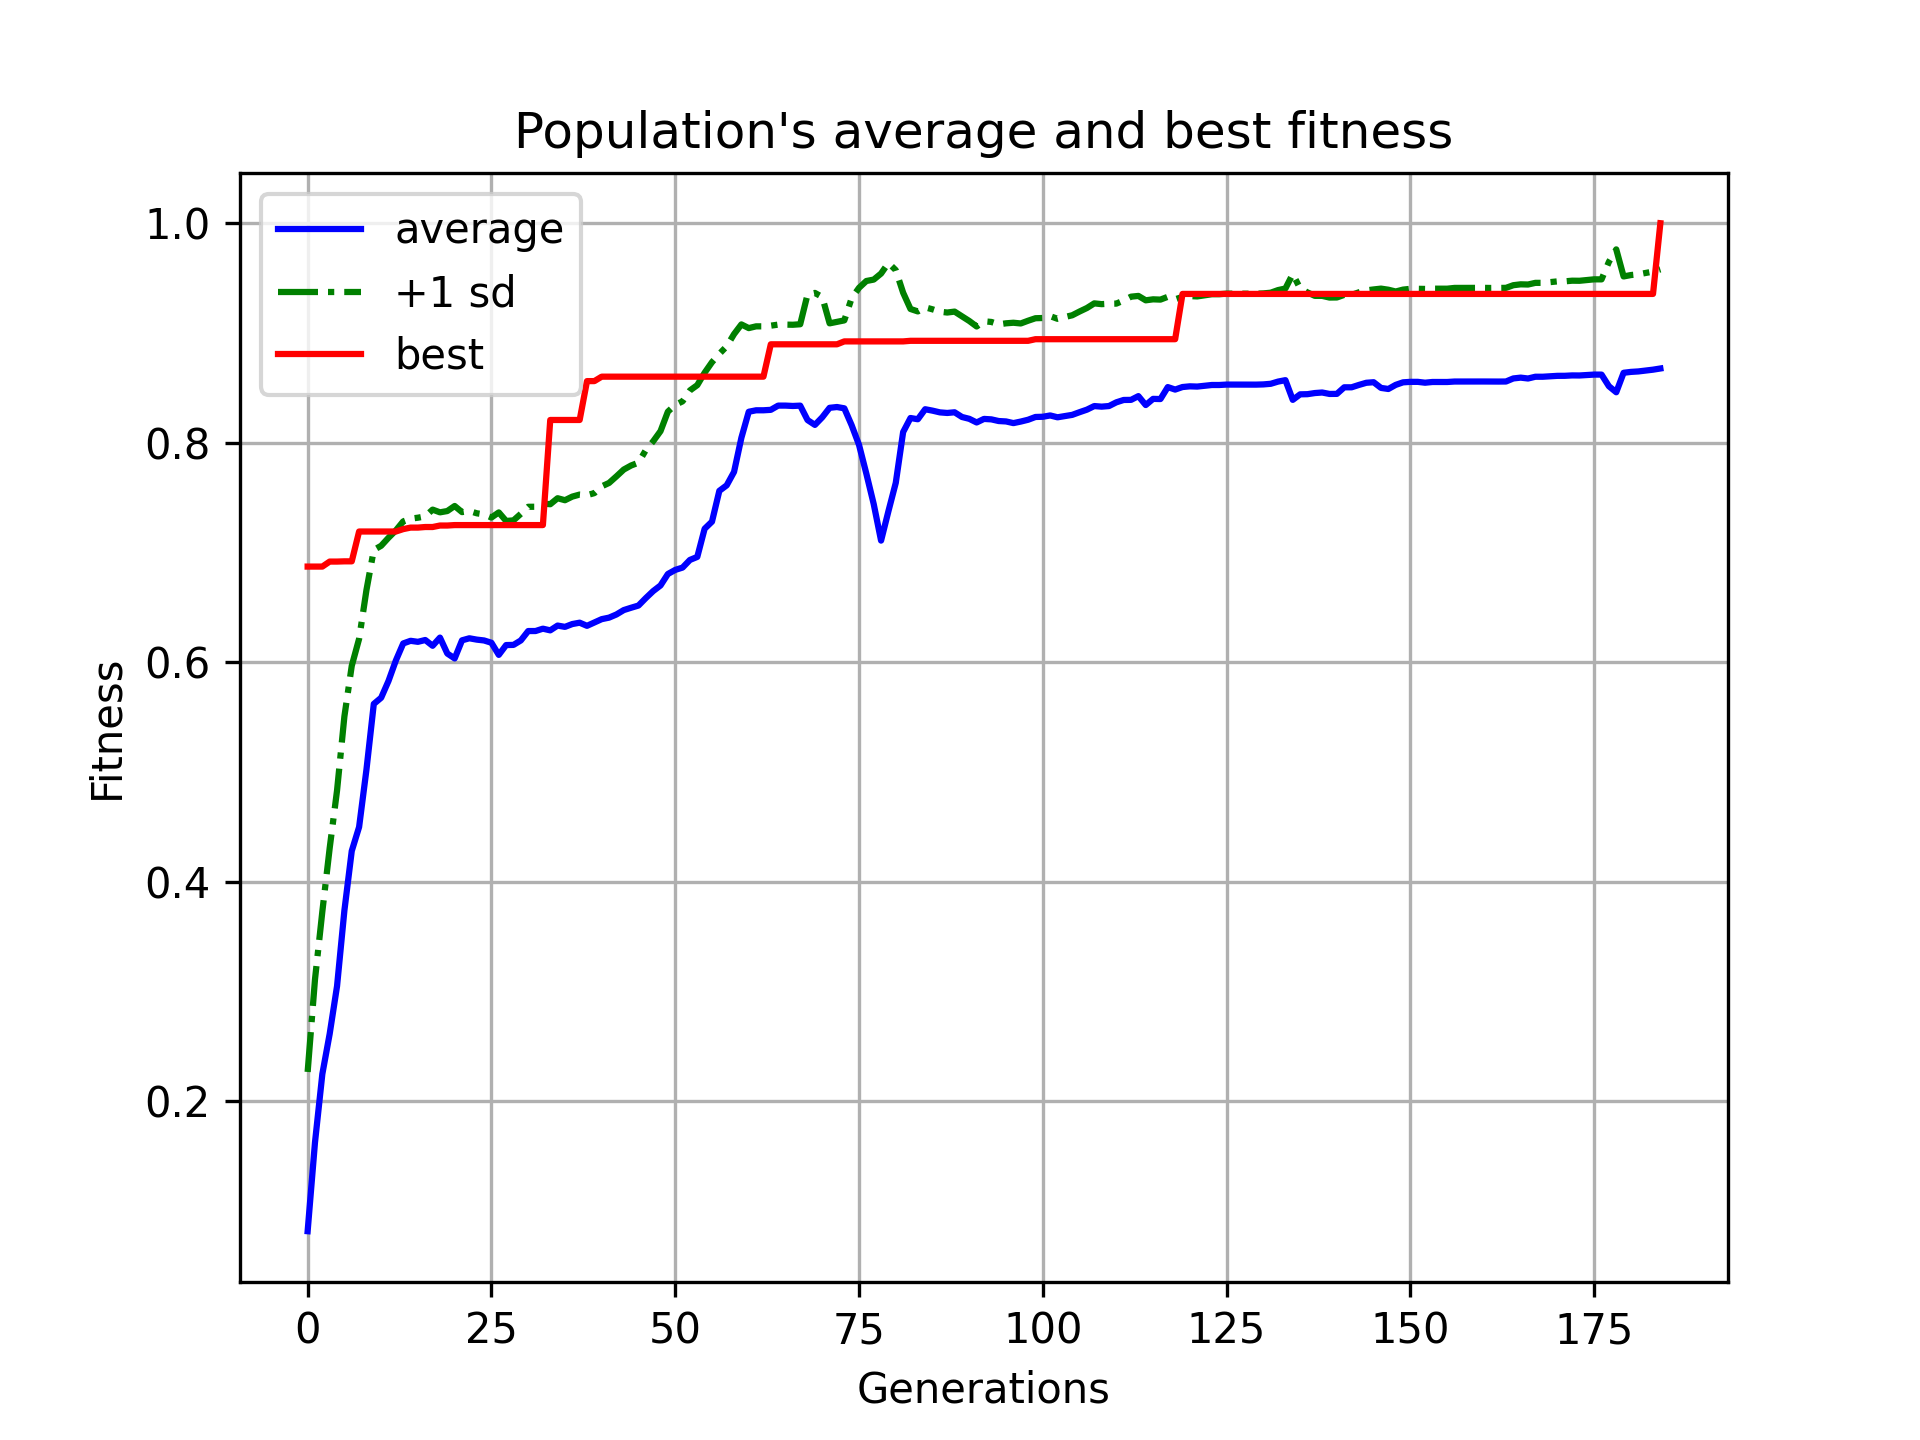 Population's average and best fitness
average
+1 sd
best
Fitness
1.0
0.8
0.6
0.4
0.2
0 25 50 75 100 125 150 175
Generations